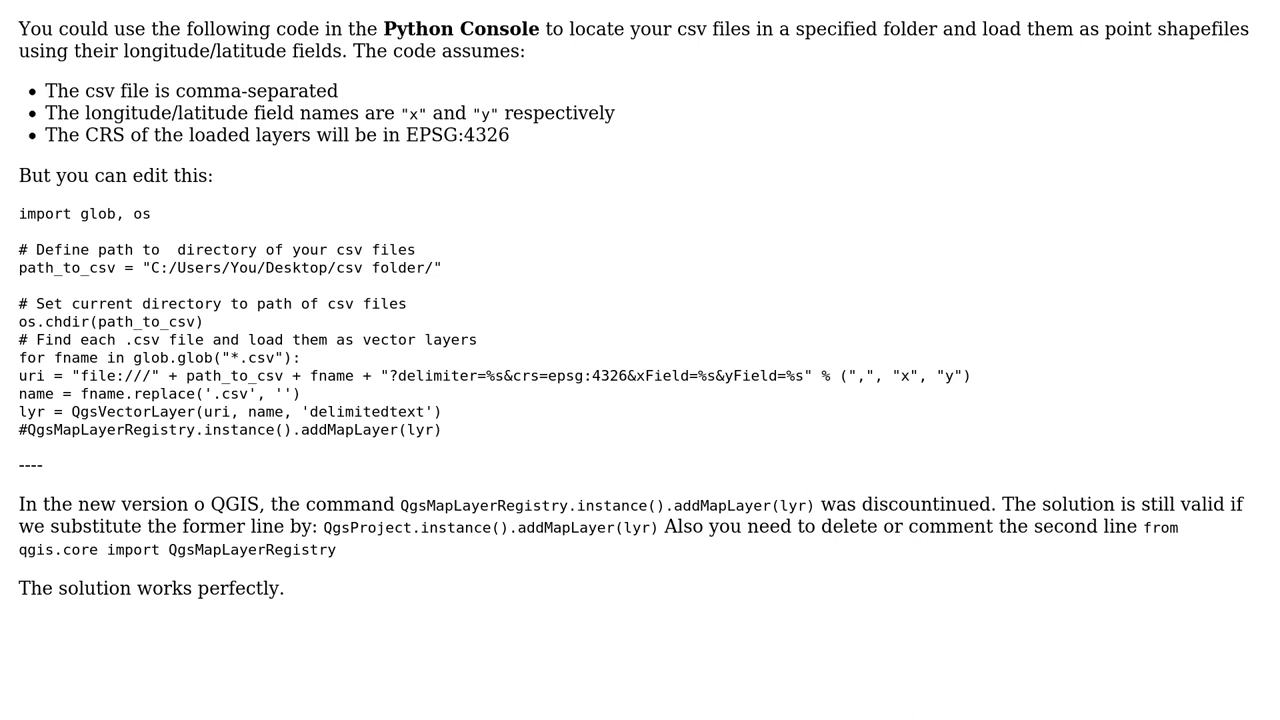 You could use the following code in the Python Console to locate your csv files in a specified folder and load them as point shapefiles
using their longitude/latitude fields. The code assumes:
• The csv file is comma-separated
• The longitude/latitude field names are "x" and "y" respectively
• The CRS of the loaded layers will be in EPSG:4326
But you can edit this:
import glob, os
# Define path to  directory of your csv files
path_to_csv = "C:/Users/You/Desktop/csv folder/"
# Set current directory to path of csv files
os.chdir(path_to_csv)
# Find each .csv file and load them as vector layers
for fname in glob.glob("*.csv"):
uri = "file:///" + path_to_csv + fname + "?delimiter=%s&crs=epsg:4326&xField=%s&yField=%s" % (",", "x", "y")
name = fname.replace('.csv', '')
lyr = QgsVectorLayer(uri, name, 'delimitedtext')
#QgsMapLayerRegistry.instance().addMapLayer(lyr)
----
In the new version o QGIS, the command QgsMapLayerRegistry.instance().addMapLayer(lyr) was discountinued. The solution is still valid if
we substitute the former line by: QgsProject.instance().addMapLayer(lyr) Also you need to delete or comment the second line from
qgis.core import QgsMapLayerRegistry
The solution works perfectly.